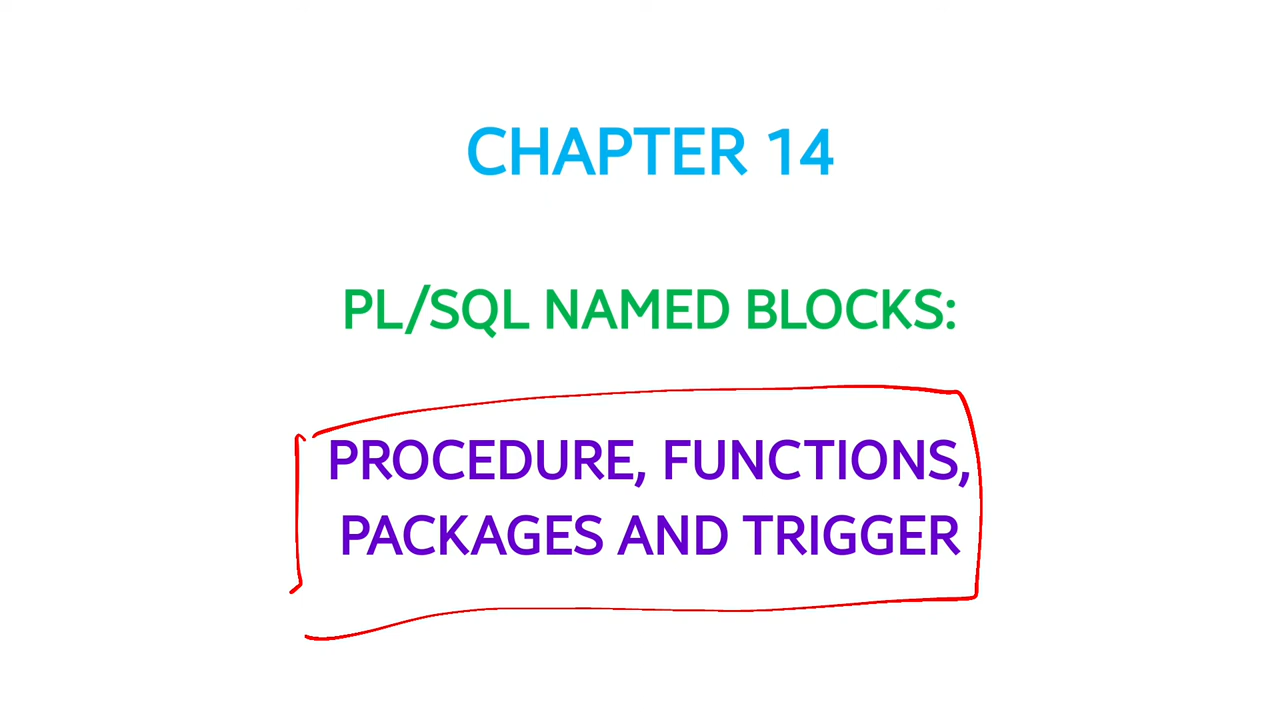 CHAPTER 14
PL/SQL NAMED BLOCKS:
PROCEDURE, FUNCTIONS,
PACKAGES AND TRIGGER